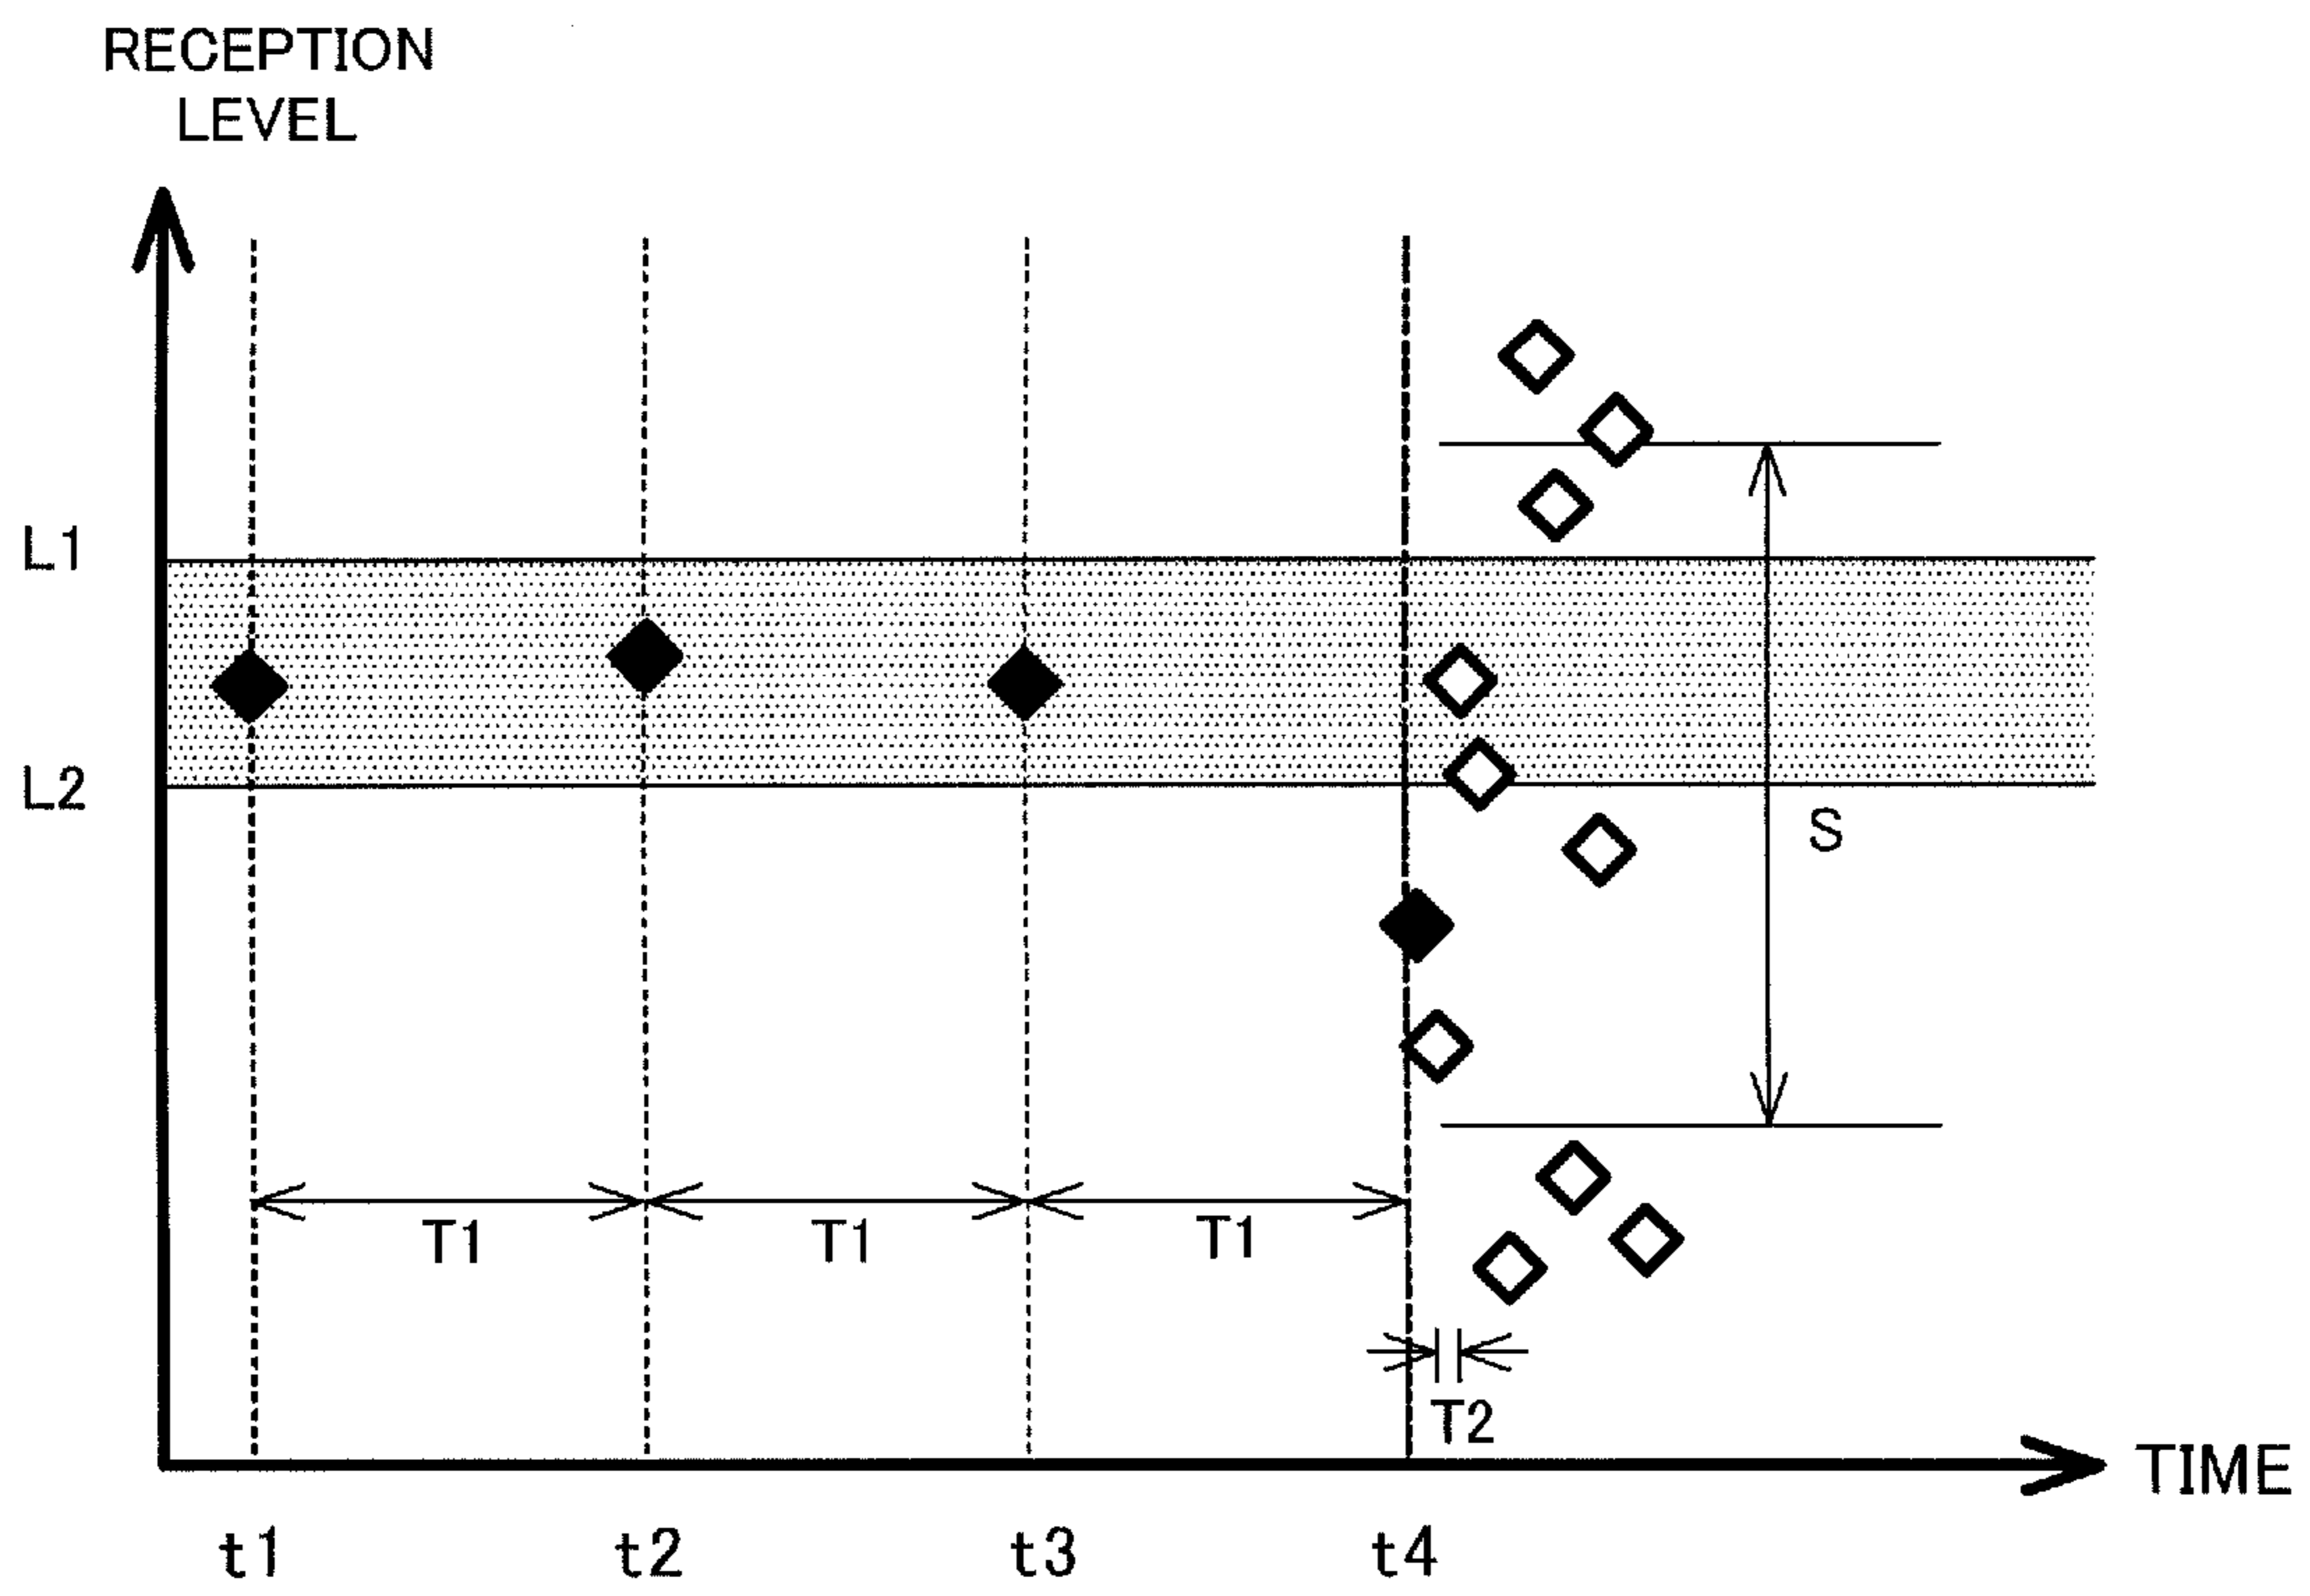 RECEPTION
LEVEL
L1
L2
S
T1 T1 T1
T2
TIME
t1 t2 t3 t4